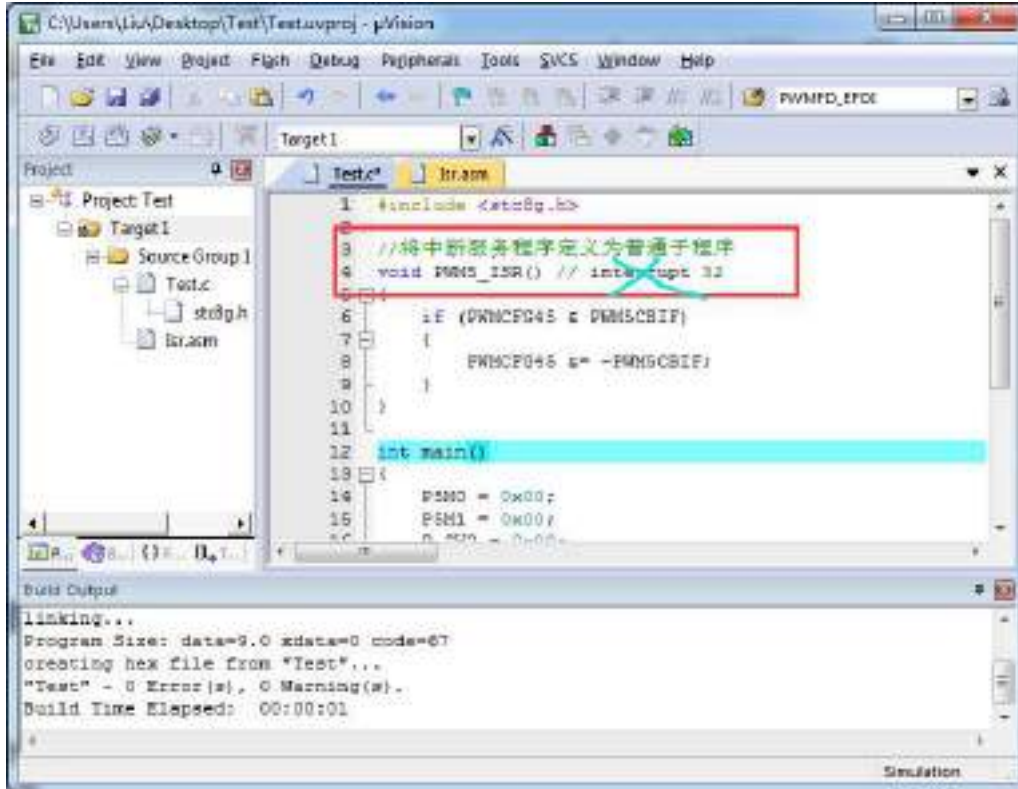 C:\Users\Liu\Desktop\Test\Test.uvproj - µVision
File Edit View Project Flash Debug Peripherals Tools SVCS Window Help
Target 1
Project
Test.c*
isr.asm
Project: Test
Target 1
Source Group 1
Test.c
stc8g.h
isr.asm
1 #include <stc8g.h>
2
3 //将中断服务程序定义为普通子程序
4 void PWM5_ISR() // interrupt 32
5 {
6 if (PWMCFG45 & PWM5CBIF)
7 {
8 PWMCFG45 &= ~PWM5CBIF;
9 }
10 }
11
12 int main()
13 {
14 P5M0 = 0x00;
15 P5M1 = 0x00;
Build Output
linking...
Program Size: data=9.0 xdata=0 code=67
creating hex file from "Test"...
"Test" - 0 Error(s), 0 Warning(s).
Build Time Elapsed: 00:00:01
Simulation